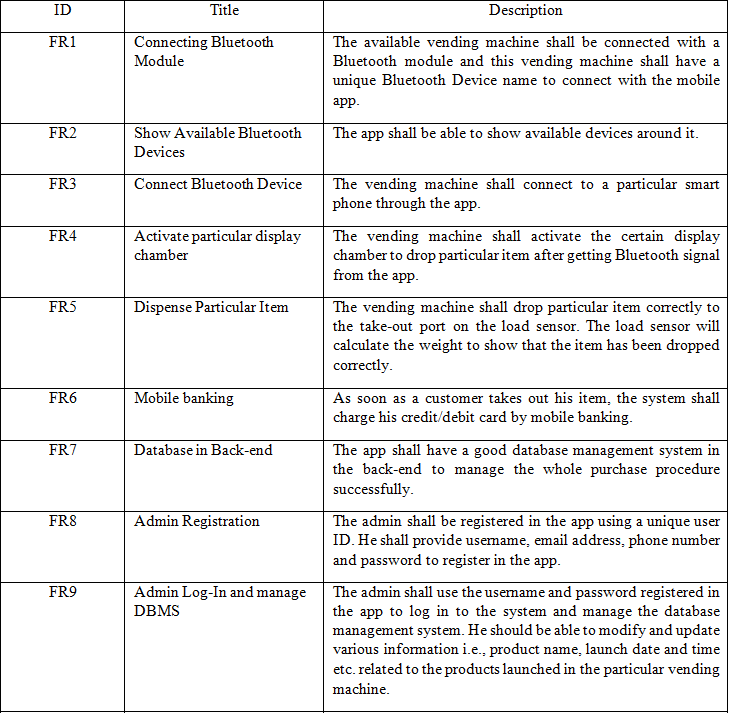 ID Title Description
FR1 Connecting Bluetooth The available vending machine shall be connected with a
Module Bluetooth module and this vending machine shall have a
unique Bluetooth Device name to connect with the mobile
app.
FR2 Show Available Bluetooth The app shall be able to show available devices around it.
Devices
FR3 Connect Bluetooth Device The vending machine shall connect to a particular smart
phone through the app.
FR4 Activate particular display The vending machine shall activate the certain display
chamber chamber to drop particular item after getting Bluetooth signal
from the app.
FR5 Dispense Particular Item The vending machine shall drop particular item correctly to
the take-out port on the load sensor. The load sensor will
calculate the weight to show that the item has been dropped
correctly.
FR6 Mobile banking As soon as a customer takes out his item, the system shall
charge his credit/debit card by mobile banking.
FR7 Database in Back-end The app shall have a good database management system in
the back-end to manage the whole purchase procedure
successfully.
FR8 Admin Registration The admin shall be registered in the app using a unique user
ID. He shall provide username, email address, phone number
and password to register in the app.
FR9 Admin Log-In and manage The admin shall use the username and password registered in
DBMS the app to log in to the system and manage the database
management system. He should be able to modify and update
various information i.e., product name, launch date and time
etc. related to the products launched in the particular vending
machine.